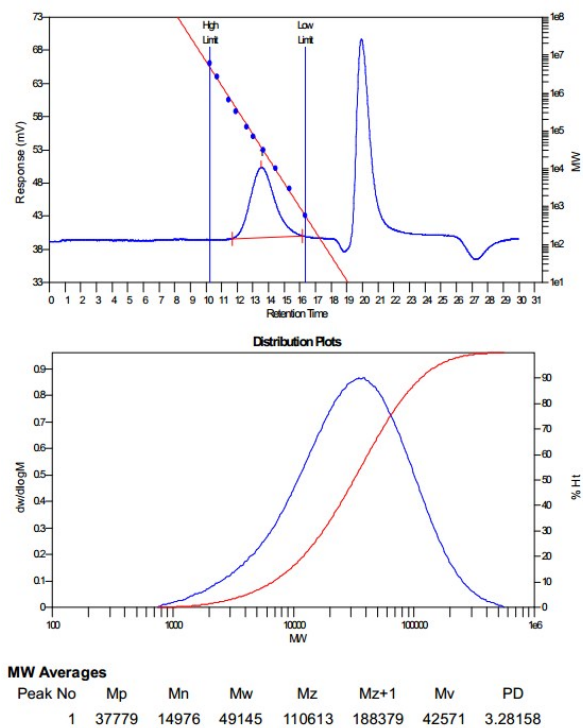 High
Limit
Low
Limit
73
68
63
58
53
48
43
38
33
Response (mV)
1e8
1e7
1e6
1e5
1e4
1e3
1e2
1e1
MW
0 1 2 3 4 5 6 7 8 9 10 11 12 13 14 15 16 17 18 19 20 21 22 23 24 25 26 27 28 29 30 31
Retention Time
Distribution Plots
0.9
0.8
0.7
0.6
0.5
0.4
0.3
0.2
0.1
0
dw/dlogM
90
80
70
60
50
40
30
20
10
0
% Ht
100 1000 10000 100000 1e6
MW
MW Averages
Peak No Mp Mn Mw Mz Mz+1 Mv PD
1 37779 14976 49145 110613 188379 42571 3.28158